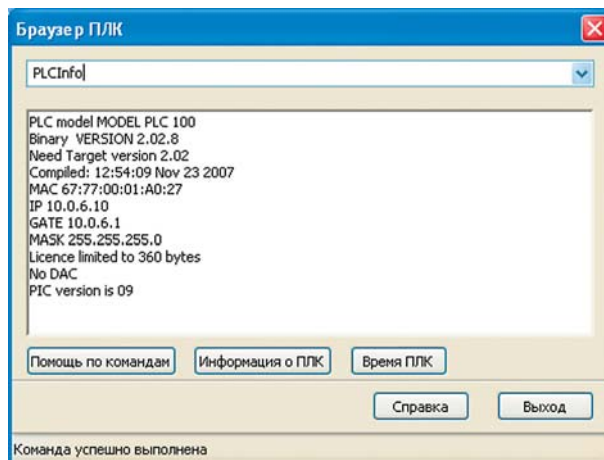 Браузер ПЛК
PLCInfo
PLC model MODEL PLC 100
Binary VERSION 2.02.8
Need Target version 2.02
Compiled: 12:54:09 Nov 23 2007
MAC 67:77:00:01:A0:27
IP 10.0.6.10
GATE 10.0.6.1
MASK 255.255.255.0
Licence limited to 360 bytes
No DAC
PIC version is 09
Помощь по командам Информация о ПЛК Время ПЛК
Справка Выход
Команда успешно выполнена